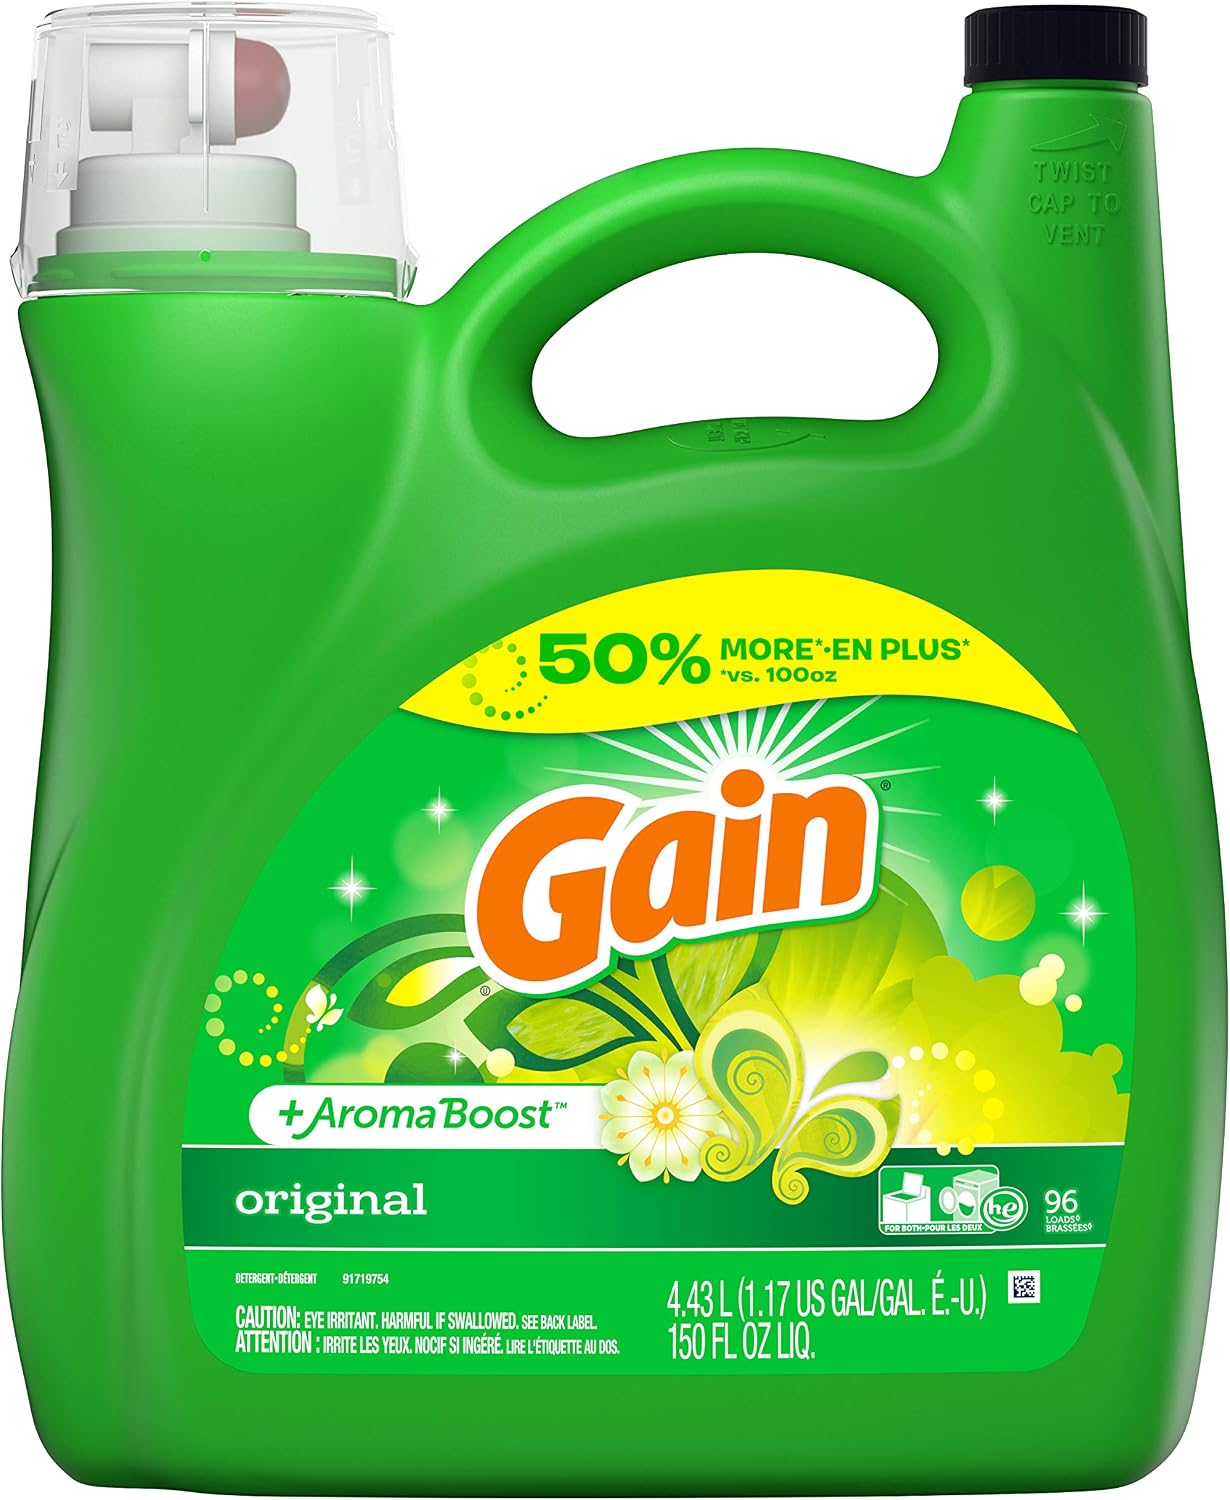 TWIST
CAP TO
VENT
50% MORE*·EN PLUS*
*vs. 100oz
Gain®
+AromaBoost™
original
FOR BOTH·POUR LES DEUX
he
96
LOADS◊
BRASSÉES◊
DETERGENT·DÉTERGENT 91719754
CAUTION: EYE IRRITANT. HARMFUL IF SWALLOWED. SEE BACK LABEL.
ATTENTION : IRRITE LES YEUX. NOCIF SI INGÉRÉ. LIRE L'ÉTIQUETTE AU DOS.
4.43 L (1.17 US GAL/GAL. É.-U.)
150 FL OZ LIQ.